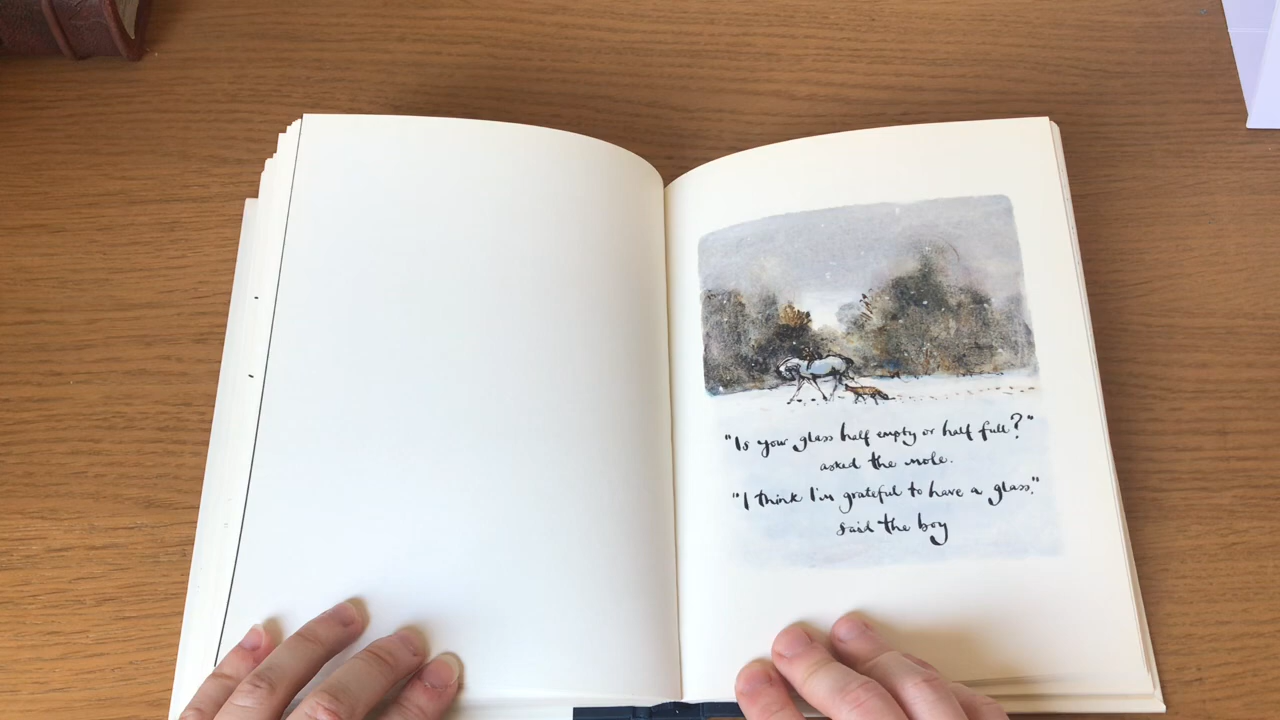 "Is your glass half empty or half full?"
asked the mole.
"I think I'm grateful to have a glass."
said the boy